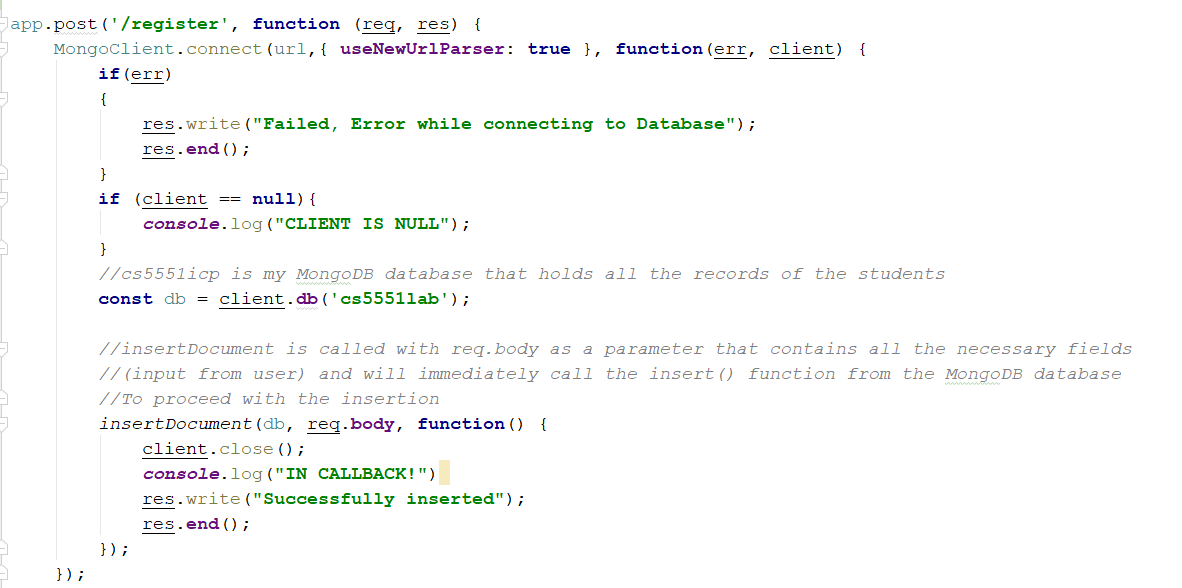 app.post('/register', function (req, res) {
    MongoClient.connect(url,{ useNewUrlParser: true }, function(err, client) {
        if(err)
        {
            res.write("Failed, Error while connecting to Database");
            res.end();
        }
        if (client == null){
            console.log("CLIENT IS NULL");
        }
        //cs5551icp is my MongoDB database that holds all the records of the students
        const db = client.db('cs5551lab');

        //insertDocument is called with req.body as a parameter that contains all the necessary fields
        //(input from user) and will immediately call the insert() function from the MongoDB database
        //To proceed with the insertion
        insertDocument(db, req.body, function() {
            client.close();
            console.log("IN CALLBACK!")
            res.write("Successfully inserted");
            res.end();
        });
    });